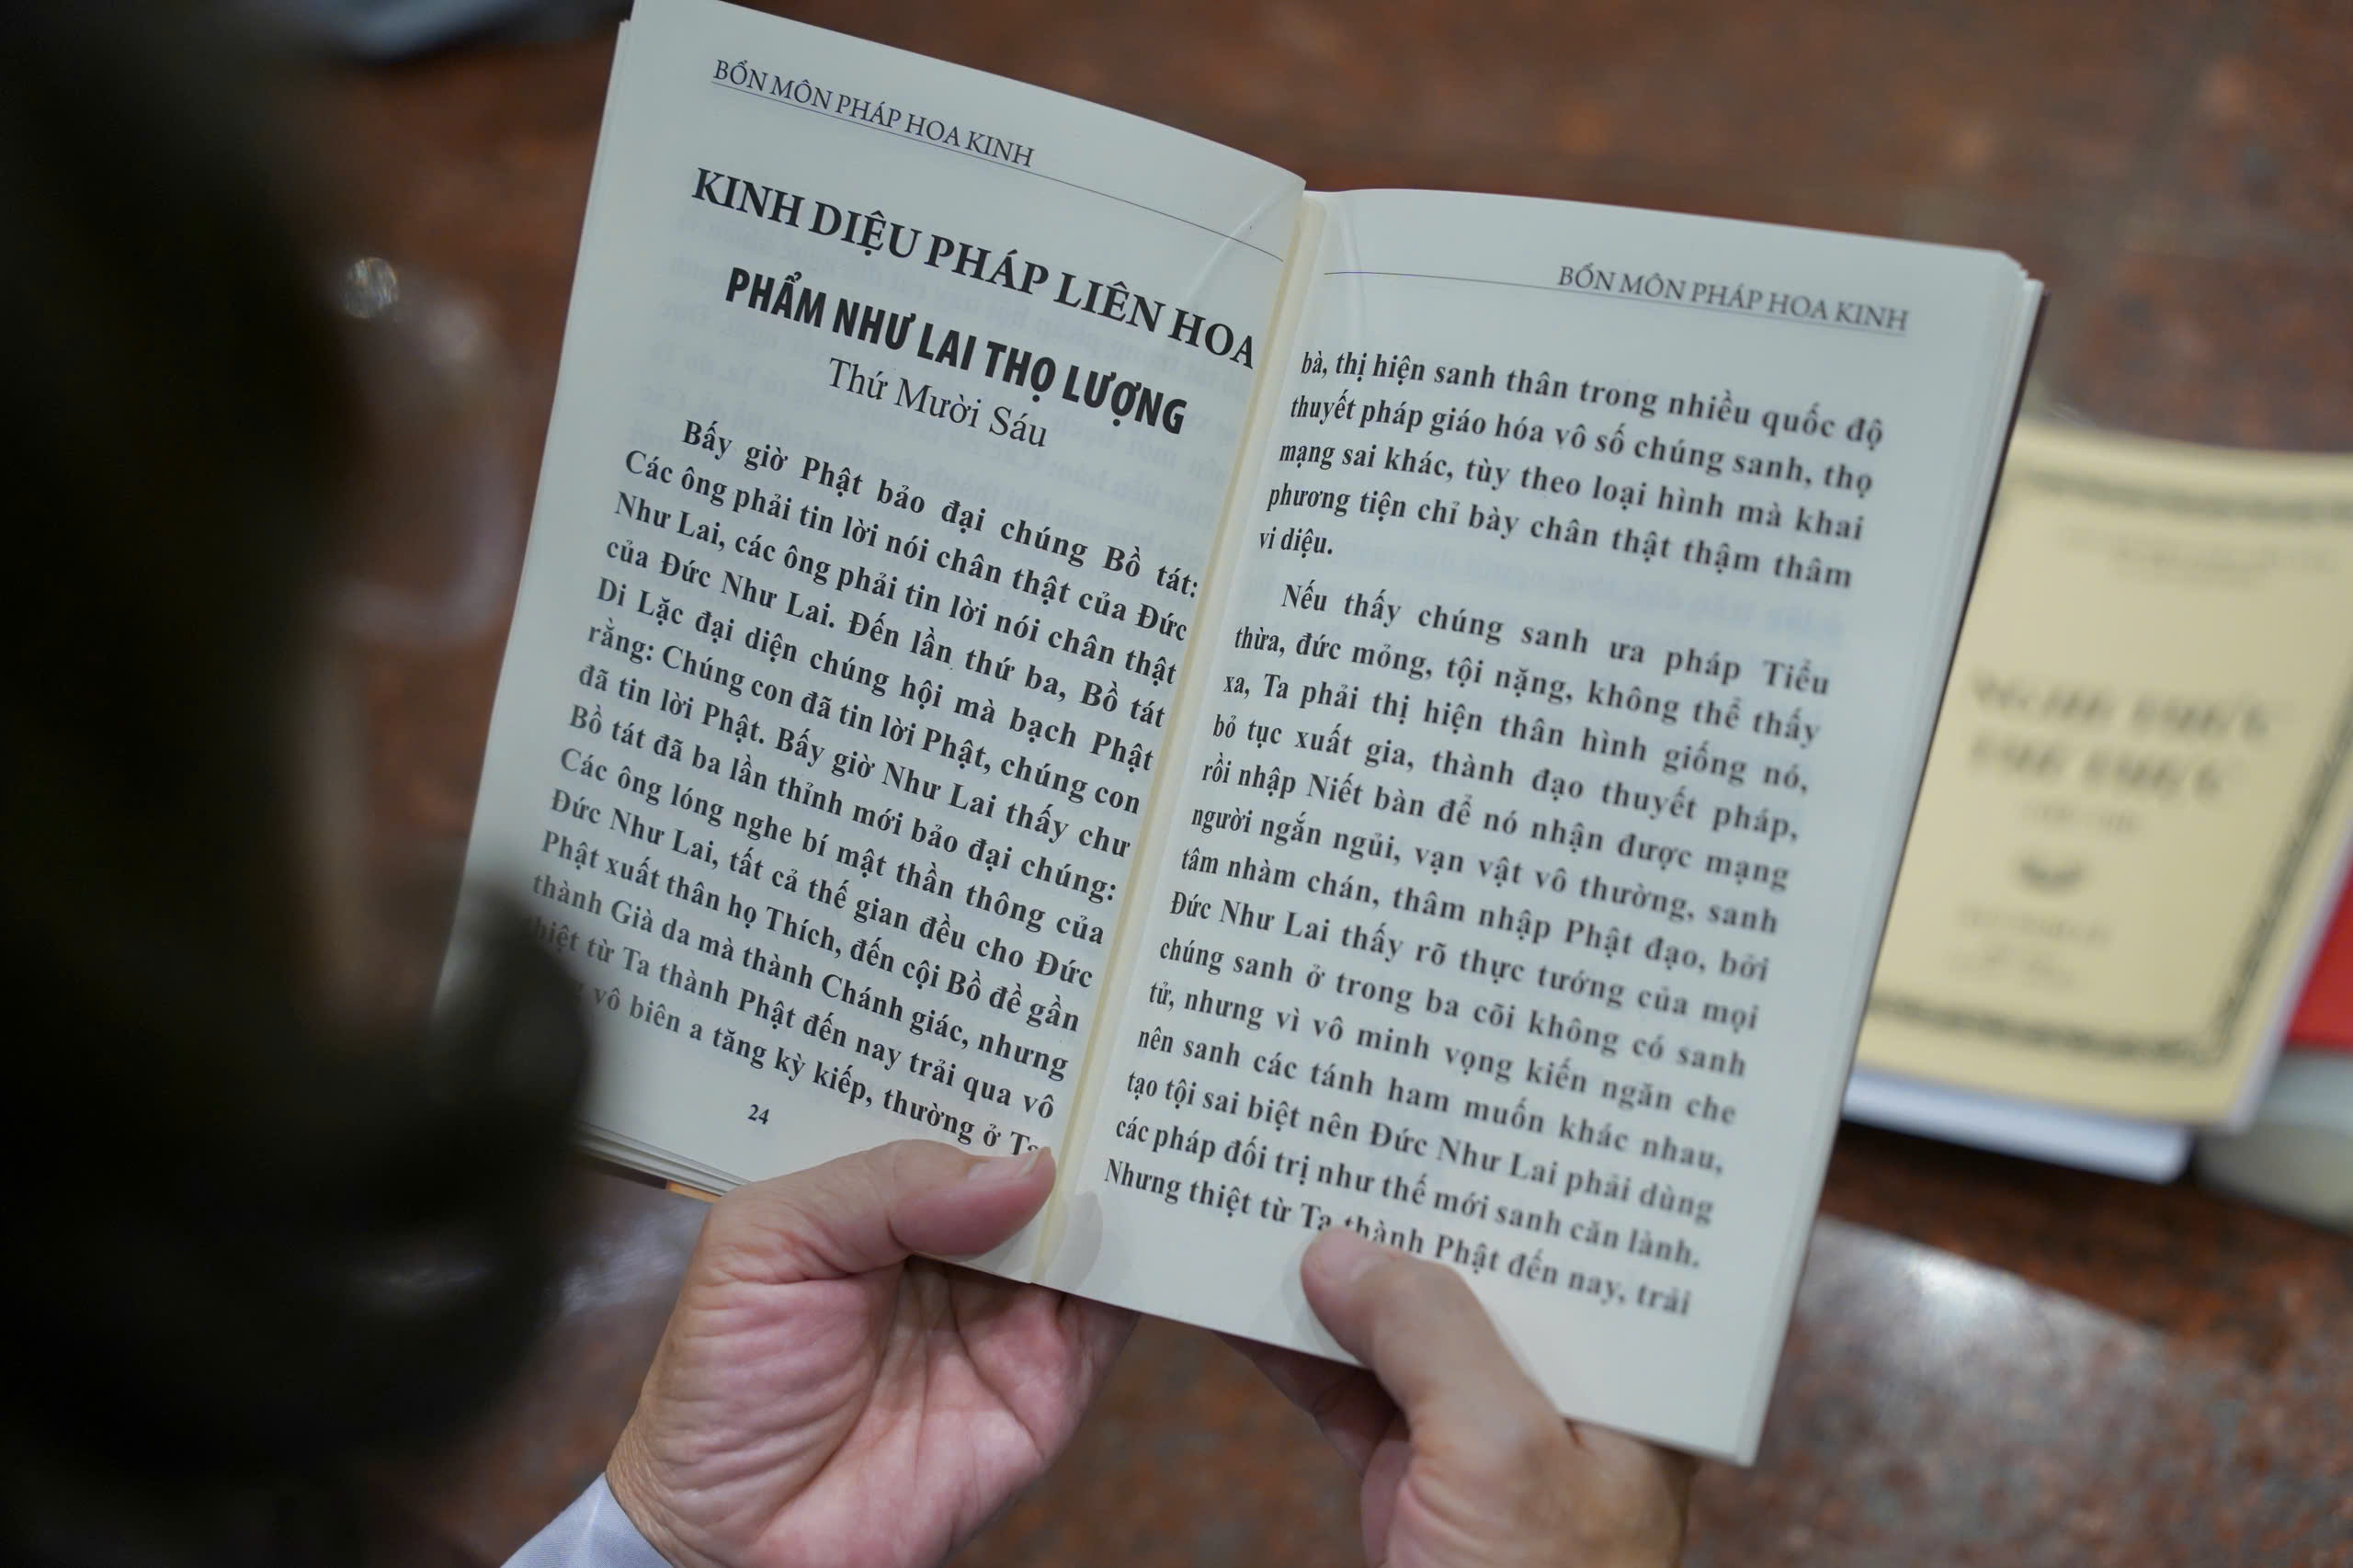 BỔN MÔN PHÁP HOA KINH
KINH DIỆU PHÁP LIÊN HOA
PHẨM NHƯ LAI THỌ LƯỢNG
Thứ Mười Sáu
Bấy giờ Phật bảo đại chúng Bồ tát:
Các ông phải tin lời nói chân thật của Đức
Như Lai, các ông phải tin lời nói chân thật
của Đức Như Lai. Đến lần thứ ba, Bồ tát
Di Lặc đại diện chúng hội mà bạch Phật
rằng: Chúng con đã tin lời Phật, chúng con
đã tin lời Phật. Bấy giờ Như Lai thấy chư
Bồ tát đã ba lần thỉnh mới bảo đại chúng:
Các ông lóng nghe bí mật thần thông của
Đức Như Lai, tất cả thế gian đều cho Đức
Phật xuất thân họ Thích, đến cội Bồ đề gần
thành Già da mà thành Chánh giác, nhưng
từ Ta thành Phật đến nay trải qua vô
vô biên a tăng kỳ kiếp, thường ở
24
BỔN MÔN PHÁP HOA KINH
bà, thị hiện sanh thân trong nhiều quốc độ
thuyết pháp giáo hóa vô số chúng sanh, thọ
mạng sai khác, tùy theo loại hình mà khai
phương tiện chỉ bày chân thật thậm thâm
vi diệu.
Nếu thấy chúng sanh ưa pháp Tiểu
thừa, đức mỏng, tội nặng, không thể thấy
xa, Ta phải thị hiện thân hình giống nó,
bỏ tục xuất gia, thành đạo thuyết pháp,
rồi nhập Niết bàn để nó nhận được mạng
người ngắn ngủi, vạn vật vô thường, sanh
tâm nhàm chán, thâm nhập Phật đạo, bởi
Đức Như Lai thấy rõ thực tướng của mọi
chúng sanh ở trong ba cõi không có sanh
tử, nhưng vì vô minh vọng kiến ngăn che
nên sanh các tánh ham muốn khác nhau,
tạo tội sai biệt nên Đức Như Lai phải dùng
các pháp đối trị như thế mới sanh căn lành.
Nhưng thiệt từ Ta thành Phật đến nay, trải